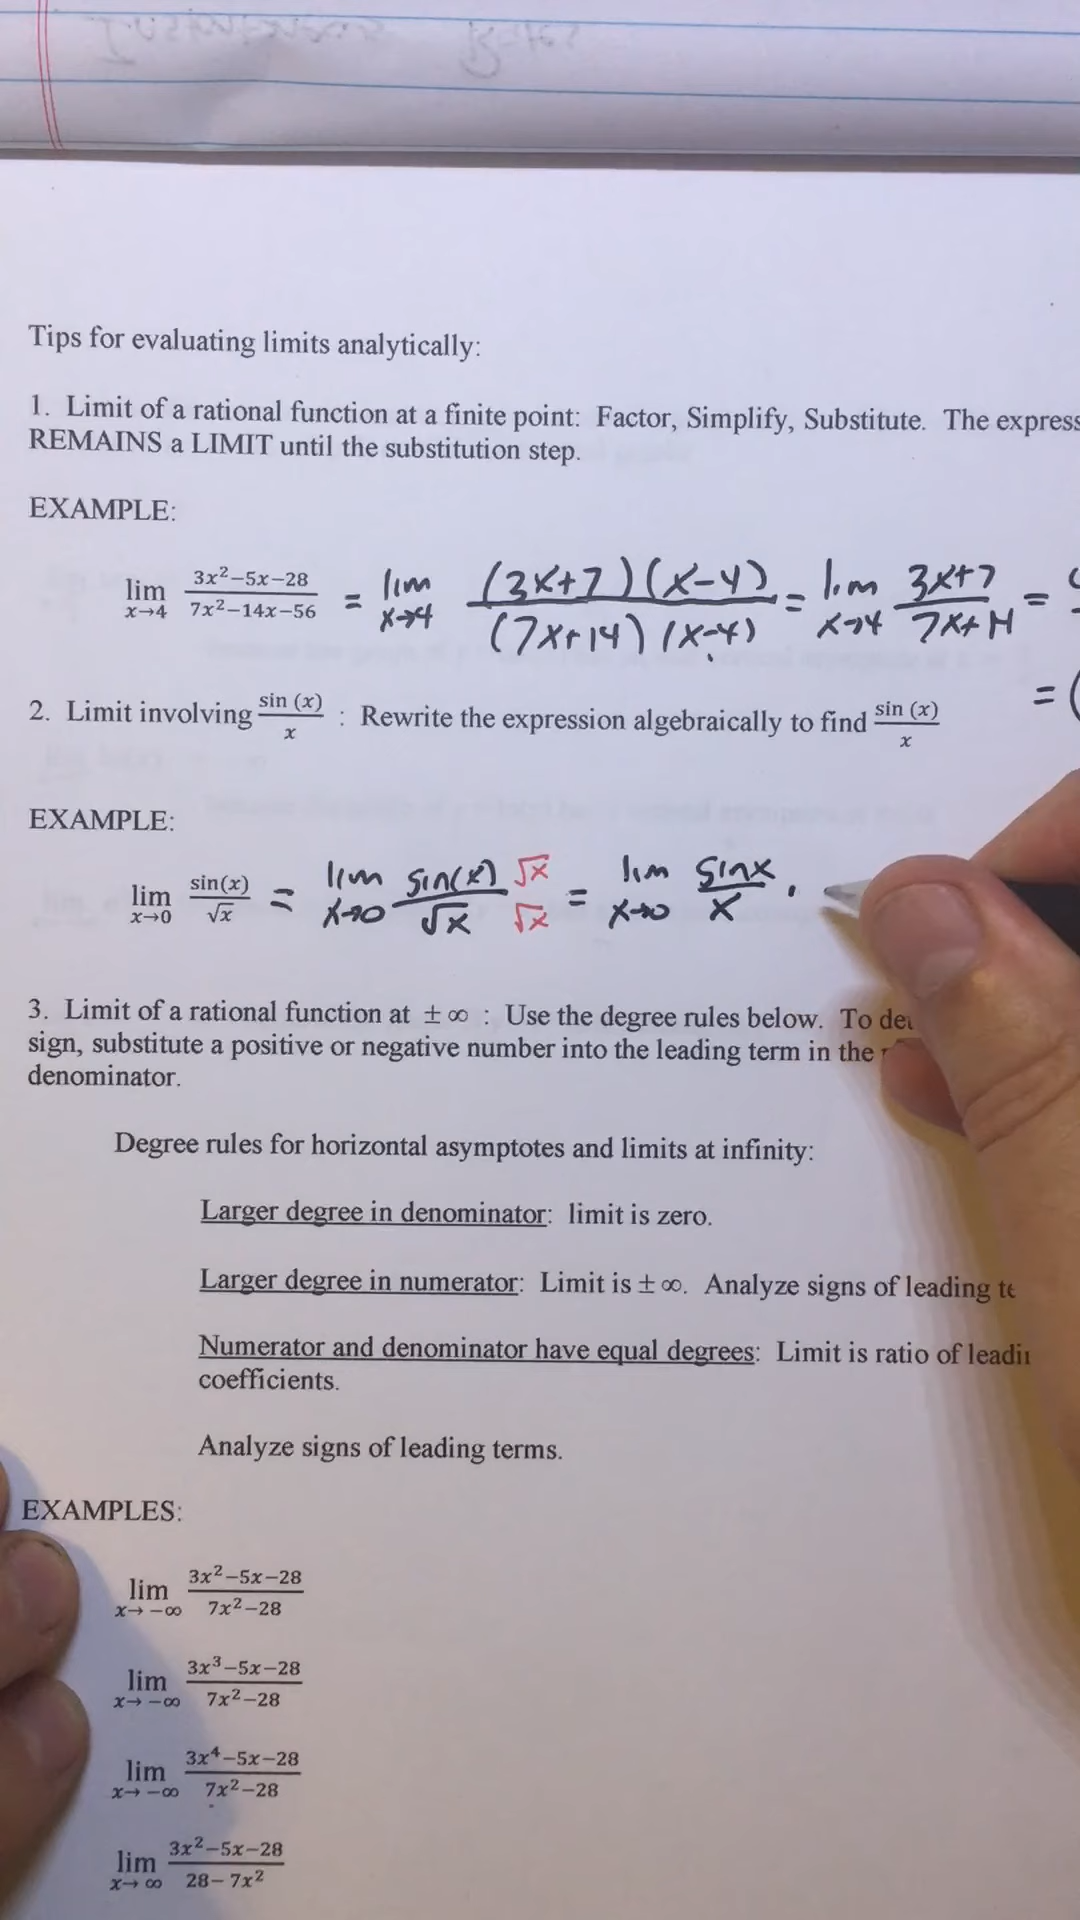 Tips for evaluating limits analytically:
1. Limit of a rational function at a finite point: Factor, Simplify, Substitute. The express
REMAINS a LIMIT until the substitution step.
EXAMPLE:
lim x→4 (3x²−5x−28)/(7x²−14x−56) = lim x→4 (3x+7)(x-4)/(7x+14)(x-4) = lim x→4 3x+7/7x+14 =
=
2. Limit involving sin (x)/x : Rewrite the expression algebraically to find sin (x)/x
EXAMPLE:
lim x→0 sin(x)/√x = lim x→0 sin(x)/√x √x/√x = lim x→0 sinx/x ·
3. Limit of a rational function at ±∞ : Use the degree rules below. To
sign, substitute a positive or negative number into the leading term in the
denominator.
Degree rules for horizontal asymptotes and limits at infinity:
Larger degree in denominator: limit is zero.
Larger degree in numerator: Limit is ±∞. Analyze signs of leading te
Numerator and denominator have equal degrees: Limit is ratio of leadi
coefficients.
Analyze signs of leading terms.
EXAMPLES:
lim x→−∞ (3x²−5x−28)/(7x²−28)
lim x→−∞ (3x³−5x−28)/(7x²−28)
lim x→−∞ (3x⁴−5x−28)/(7x²−28)
lim x→∞ (3x²−5x−28)/(28−7x²)